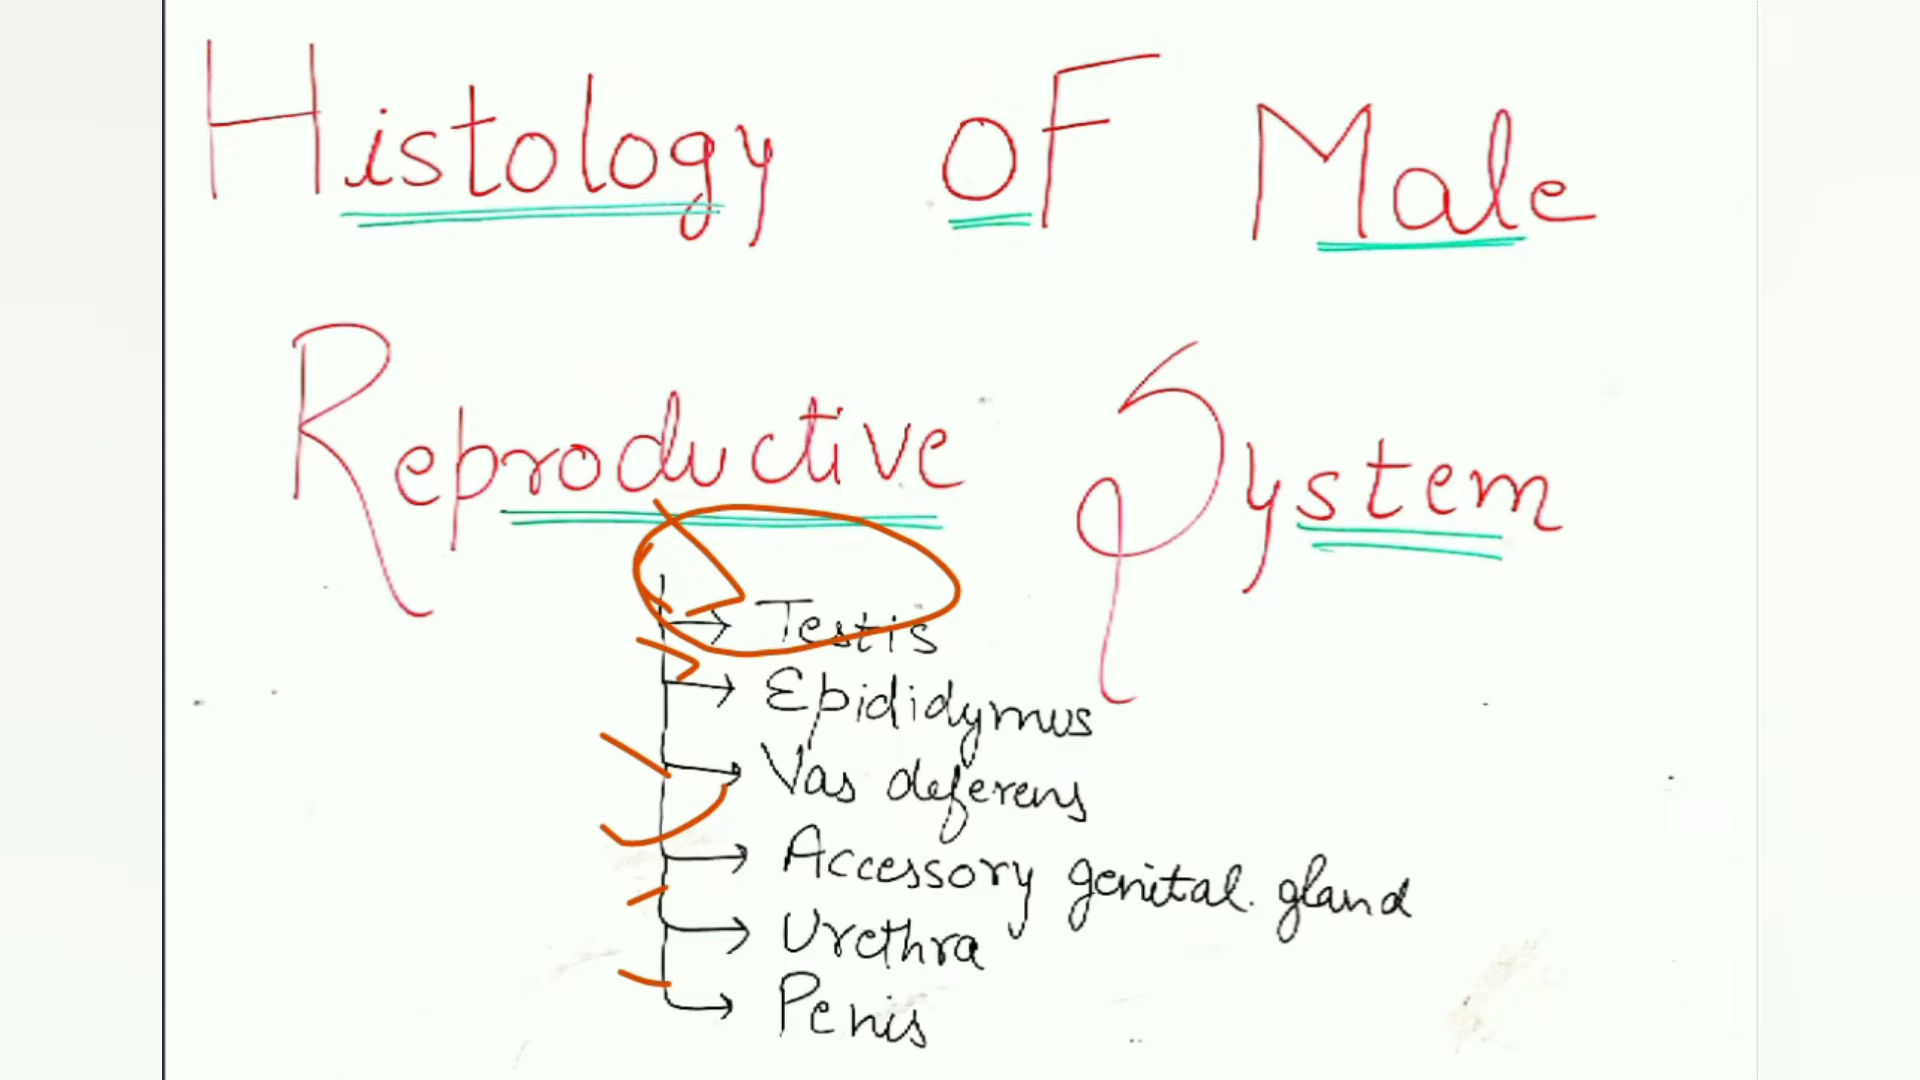 Histology oF Male
Reproductive System
→ Testis
→ Epididymus
→ Vas deferens
→ Accessory genital gland
→ Urethra
→ Penis